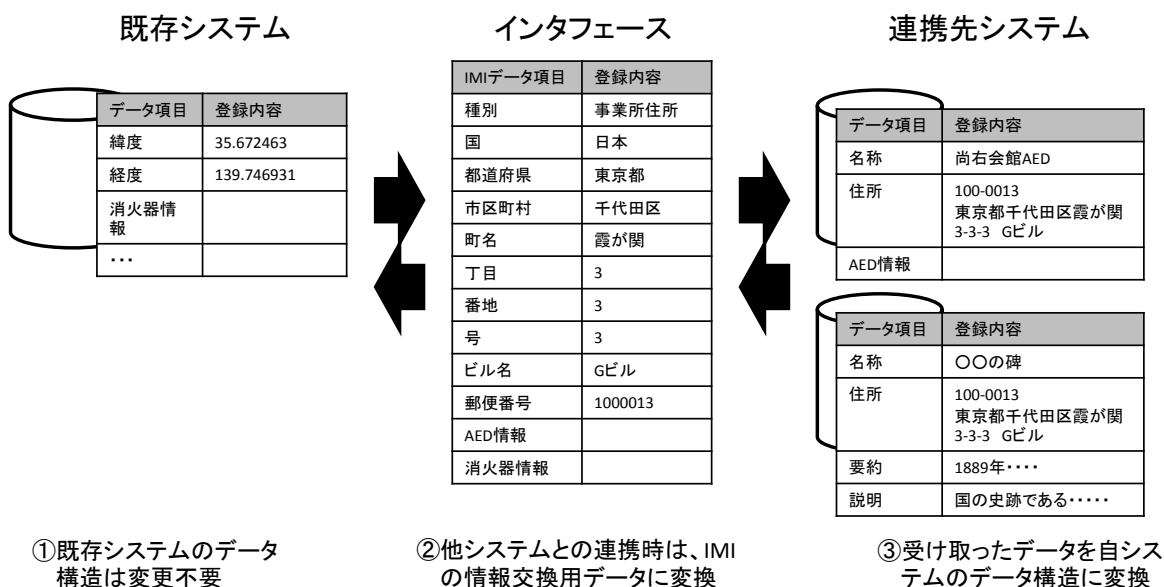 既存システム
インタフェース
連携先システム
データ項目 登録内容
緯度 35.672463
経度 139.746931
消火器情
報
・・・
IMIデータ項目 登録内容
種別 事業所住所
国 日本
都道府県 東京都
市区町村 千代田区
町名 霞が関
丁目 3
番地 3
号 3
ビル名 Gビル
郵便番号 1000013
AED情報
消火器情報
データ項目 登録内容
名称 尚右会館AED
住所 100-0013
東京都千代田区霞が関
3-3-3 Gビル
AED情報
データ項目 登録内容
名称 〇〇の碑
住所 100-0013
東京都千代田区霞が関
3-3-3 Gビル
要約 1889年・・・・
説明 国の史跡である・・・・・
①既存システムのデータ
構造は変更不要
②他システムとの連携時は、IMI
の情報交換用データに変換
③受け取ったデータを自シス
テムのデータ構造に変換